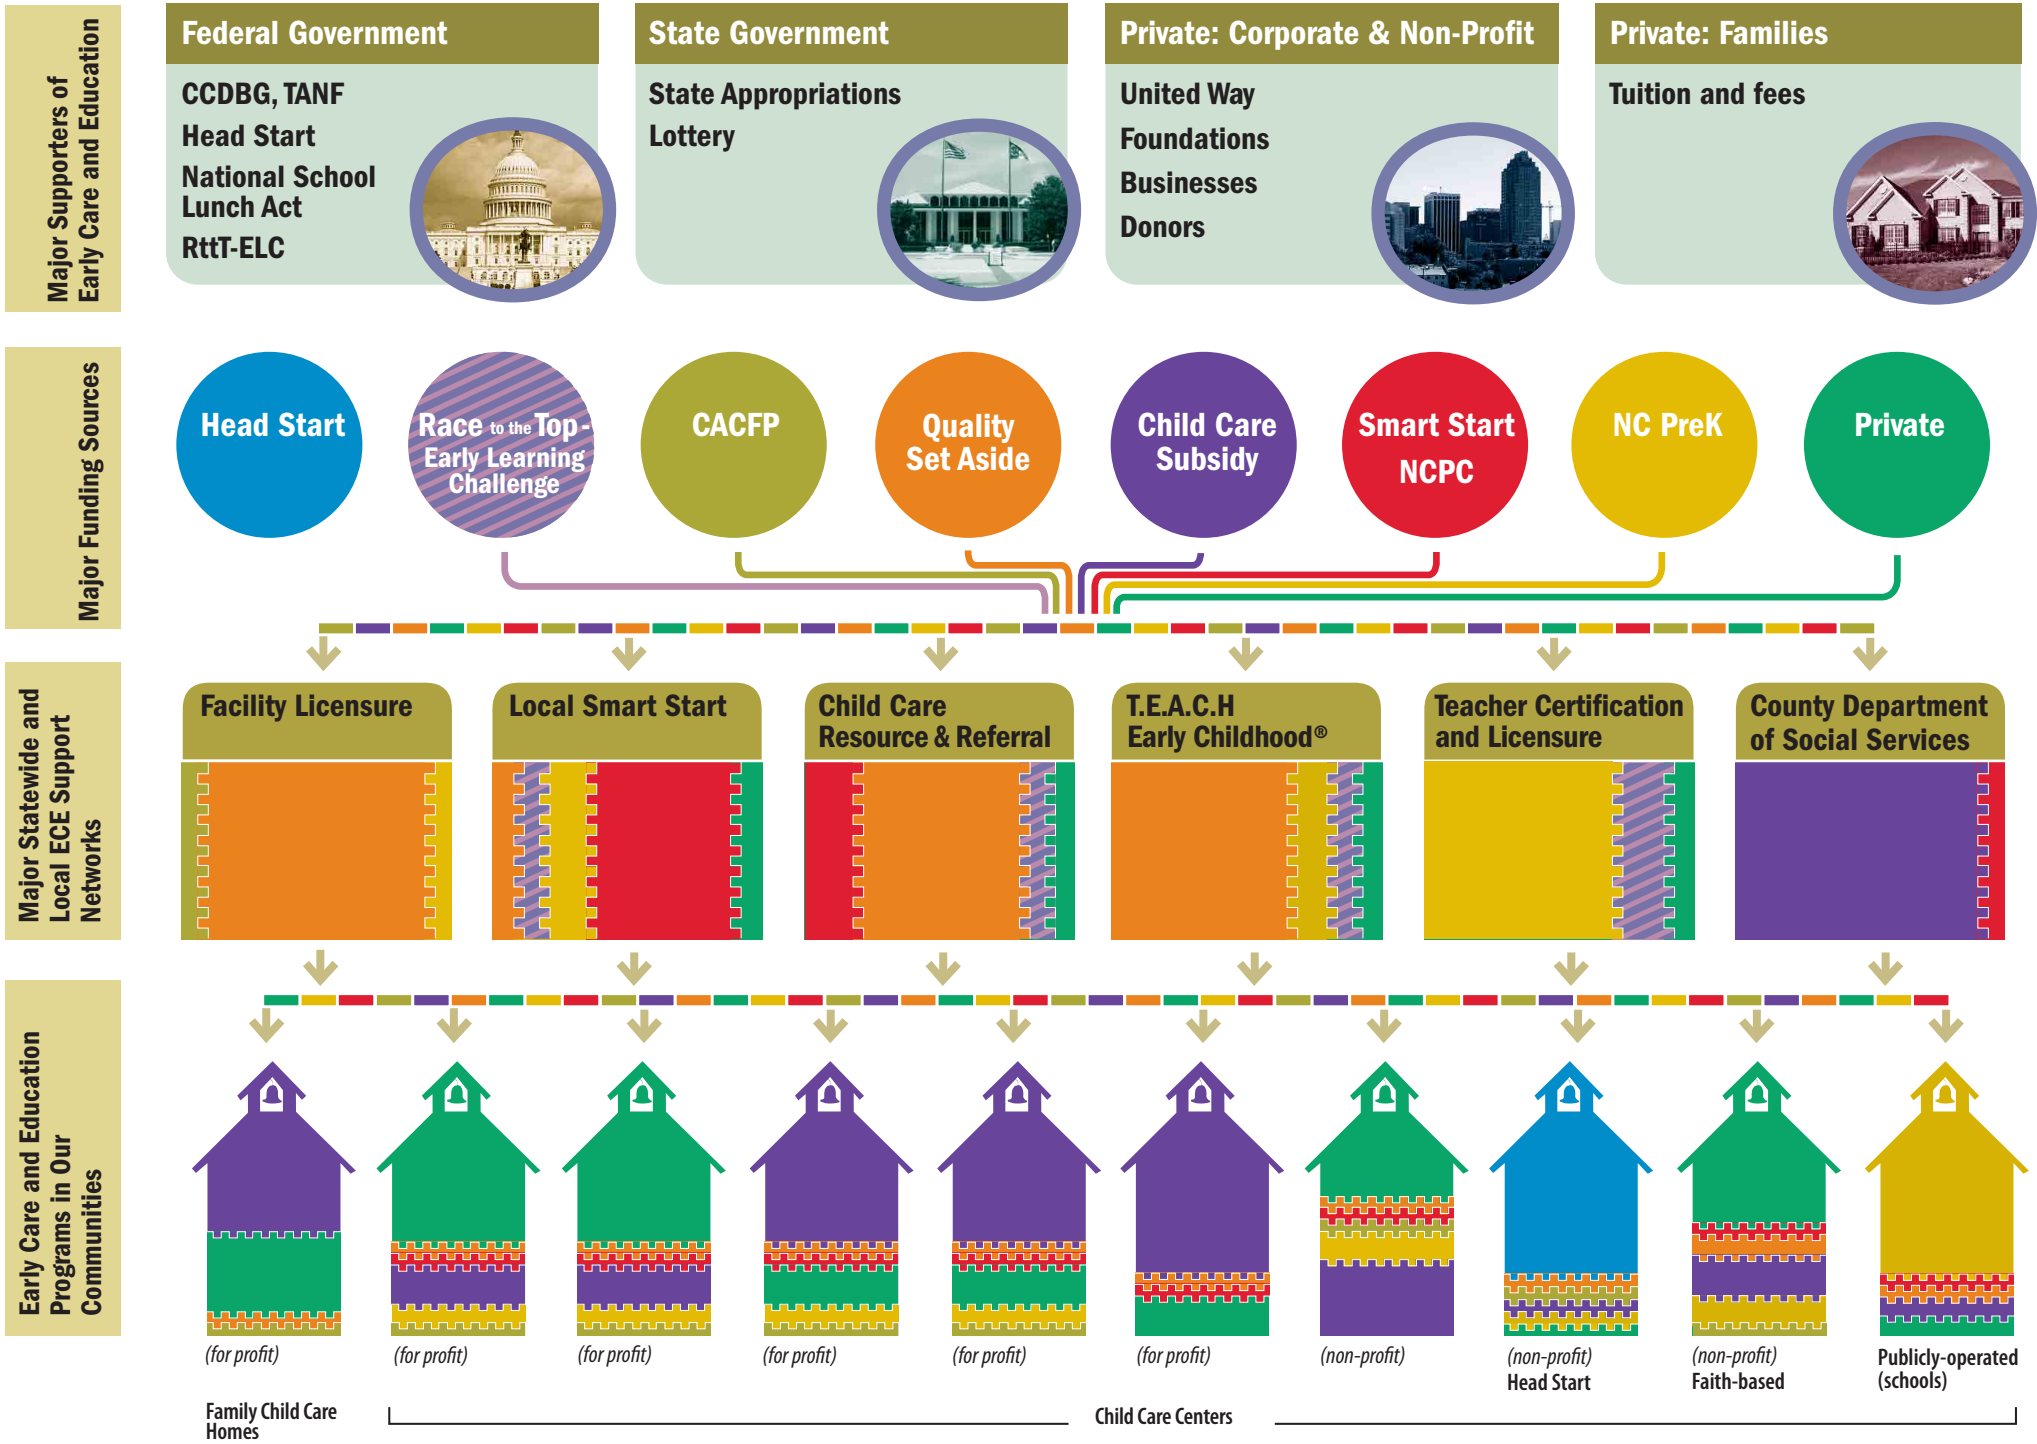 Major Supporters of
Early Care and Education
Federal Government
CCDBG, TANF
Head Start
National School
Lunch Act
RttT-ELC
State Government
State Appropriations
Lottery
Private: Corporate & Non-Profit
United Way
Foundations
Businesses
Donors
Private: Families
Tuition and fees
Major Funding Sources
Head Start
Race to the Top -
Early Learning
Challenge
CACFP
Quality
Set Aside
Child Care
Subsidy
Smart Start
NCPC
NC PreK
Private
Major Statewide and
Local ECE Support
Networks
Facility Licensure
Local Smart Start
Child Care
Resource & Referral
T.E.A.C.H
Early Childhood®
Teacher Certification
and Licensure
County Department
of Social Services
Early Care and Education
Programs in Our
Communities
(for profit)
(for profit)
(for profit)
(for profit)
(for profit)
(for profit)
(non-profit)
(non-profit)
Head Start
(non-profit)
Faith-based
Publicly-operated
(schools)
Family Child Care
Homes
Child Care Centers